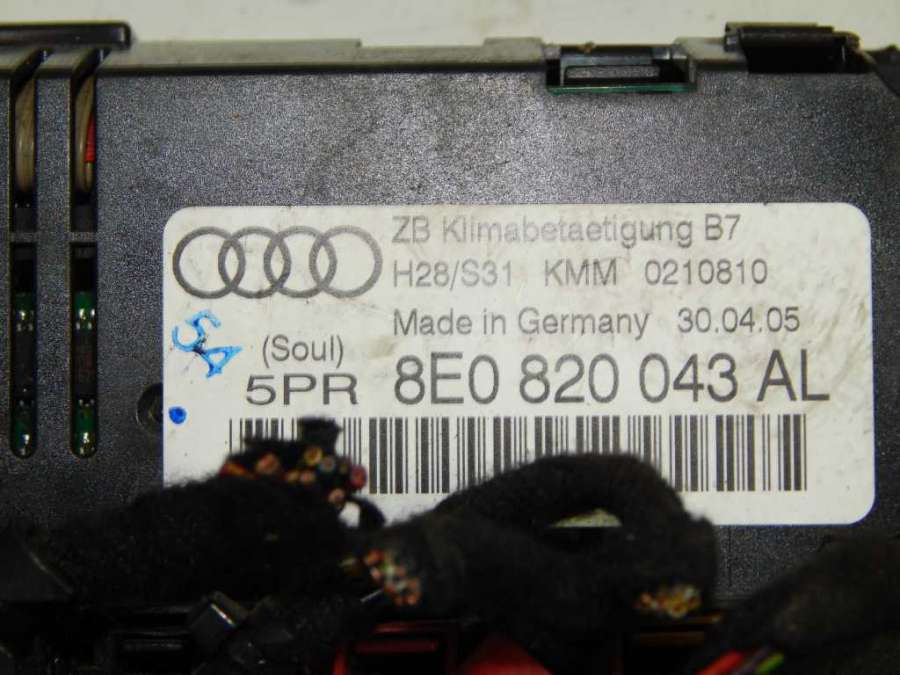 ZB Klimabetaetigung B7
H28/S31 KMM 0210810
Made in Germany 30.04.05
(Soul)
5PR 8E0 820 043 AL
5A